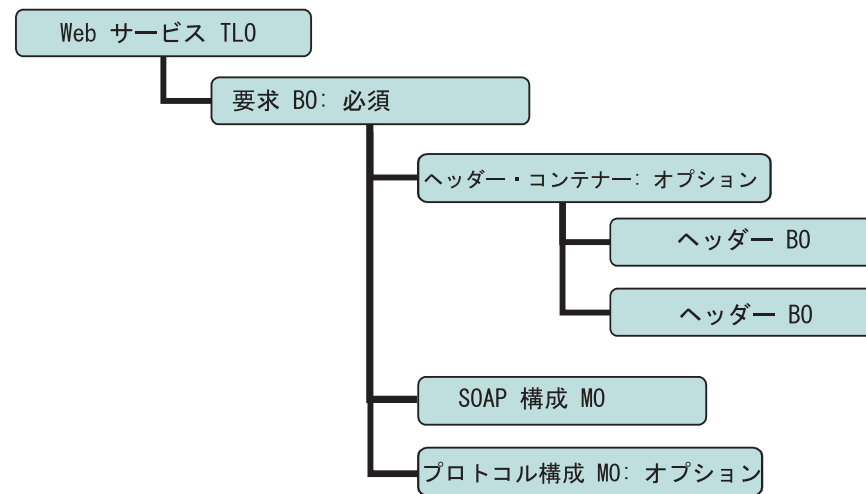 Web サービス TLO
要求 BO: 必須
ヘッダー・コンテナー: オプション
ヘッダー BO
ヘッダー BO
SOAP 構成 MO
プロトコル構成 MO: オプション